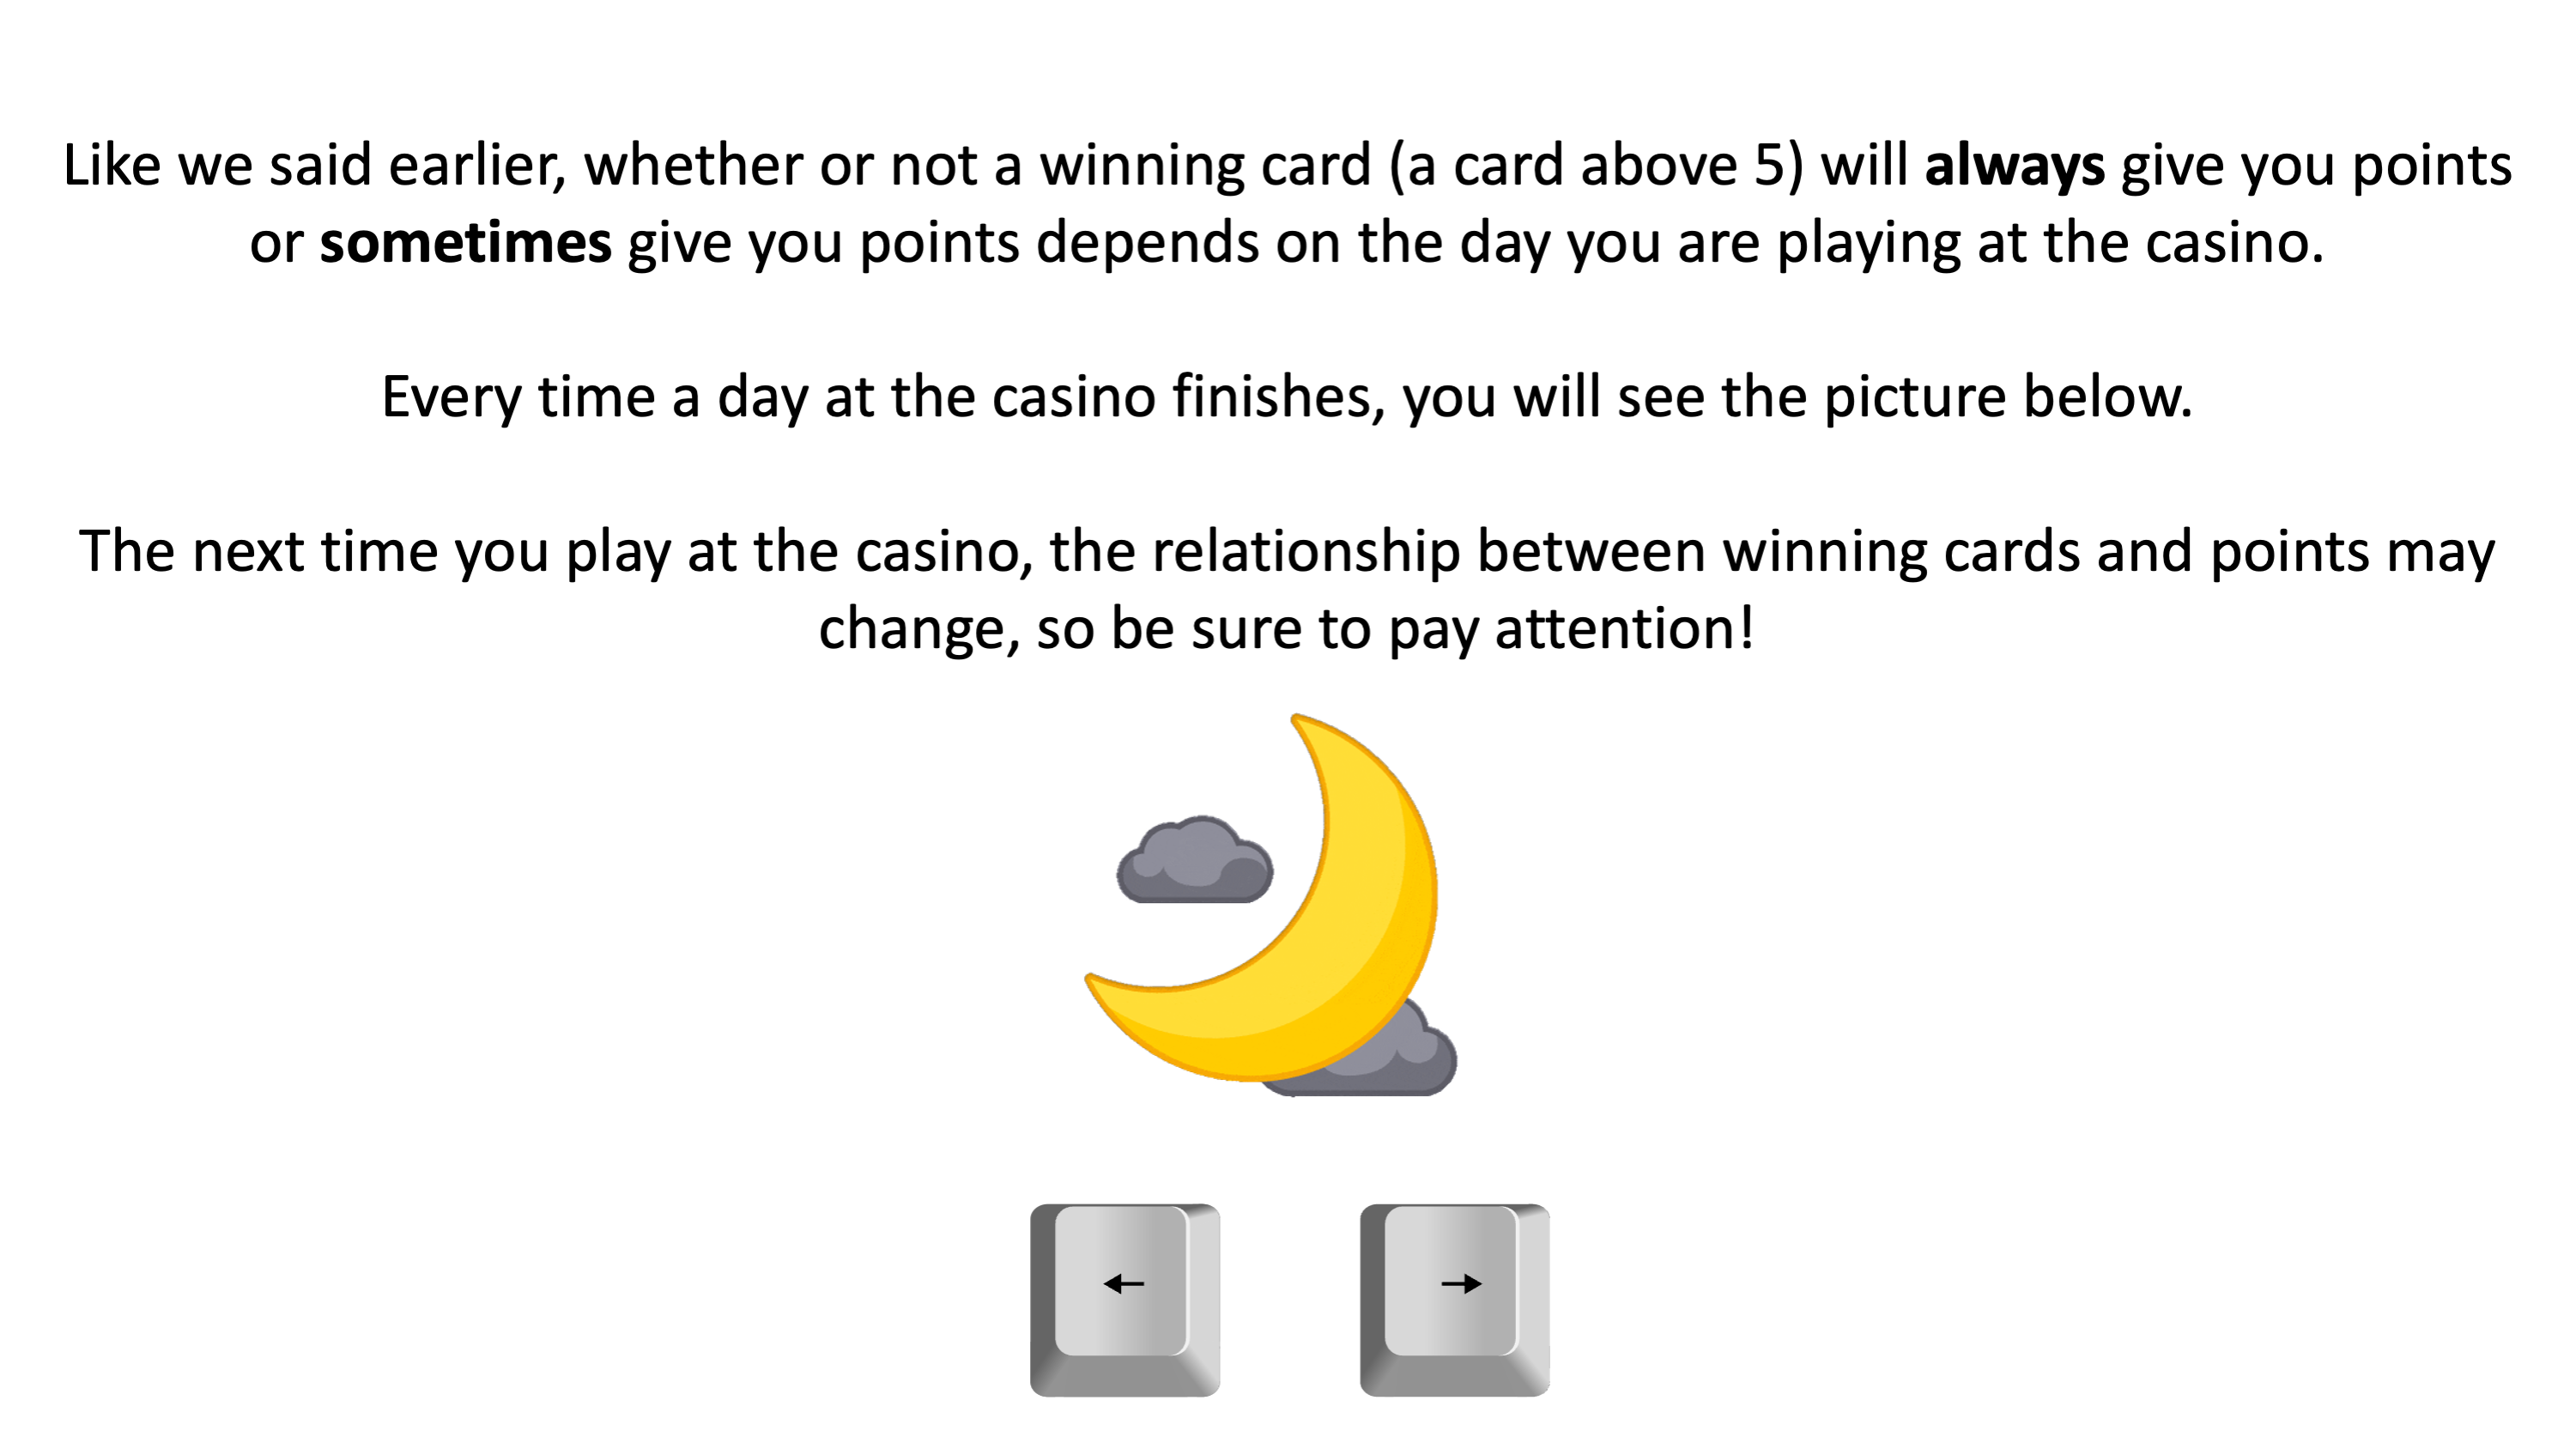 Like we said earlier, whether or not a winning card (a card above 5) will always give you points
or sometimes give you points depends on the day you are playing at the casino.
Every time a day at the casino finishes, you will see the picture below.
The next time you play at the casino, the relationship between winning cards and points may
change, so be sure to pay attention!
← →